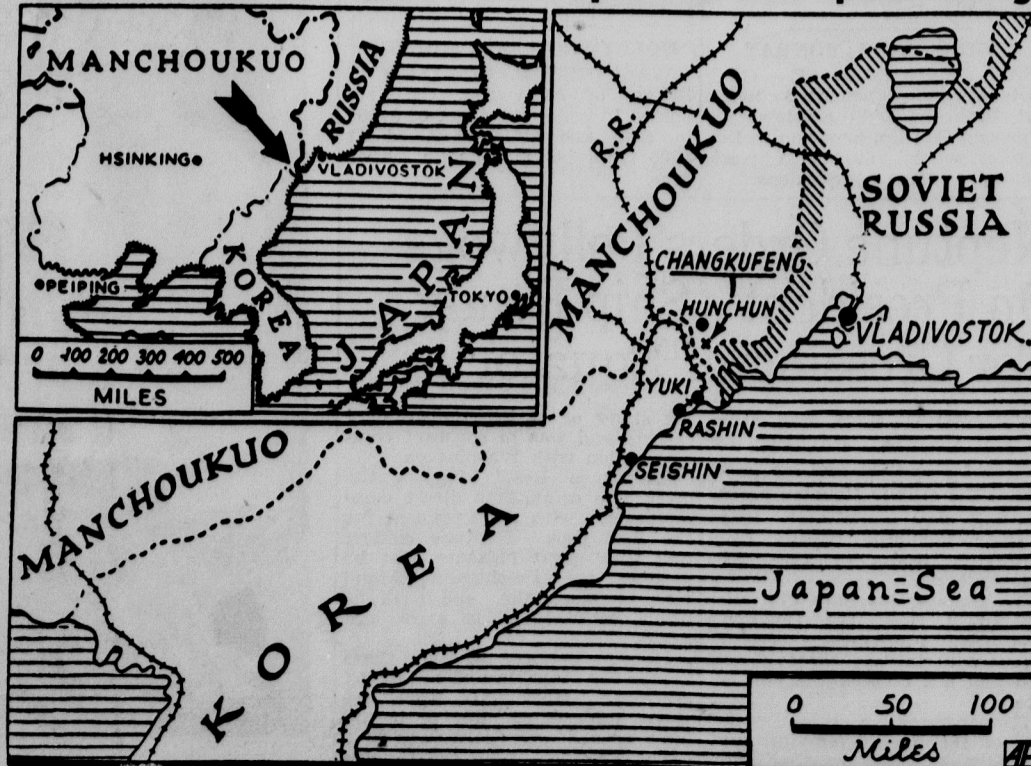 MANCHOUKUO
RUSSIA
HSINKING
VLADIVOSTOK
KOREA
JAPAN
PEIPING
TOKYO
0 100 200 300 400 500
MILES
R.R.
MANCHOUKUO
SOVIET
RUSSIA
CHANGKUFENG
HUNCHUN
VLADIVOSTOK.
YUKI
RASHIN
SEISHIN
MANCHOUKUO
KOREA
Japan Sea
0 50 100
Miles